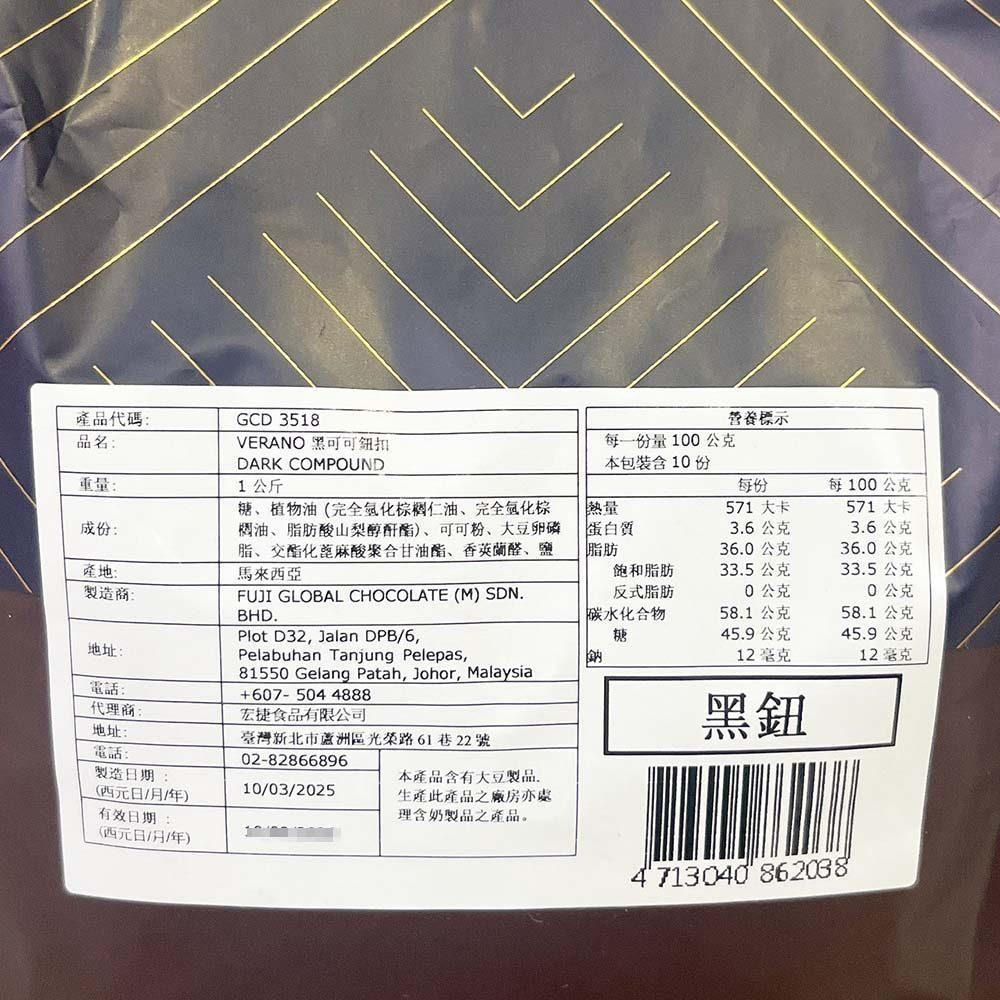 產品代碼: GCD 3518
品名: VERANO 黑可可鈕扣
DARK COMPOUND
重量: 1 公斤
成份: 糖、植物油 (完全氫化棕櫚仁油、完全氫化棕
櫚油、脂肪酸山梨醇酐酯)、可可粉、大豆卵磷
脂、交酯化蓖麻酸聚合甘油酯、香莢蘭醛、鹽
產地: 馬來西亞
製造商: FUJI GLOBAL CHOCOLATE (M) SDN.
BHD.
地址: Plot D32, Jalan DPB/6,
Pelabuhan Tanjung Pelepas,
81550 Gelang Patah, Johor, Malaysia
電話: +607- 504 4888
代理商: 宏捷食品有限公司
地址: 臺灣新北市蘆洲區光榮路 61 巷 22 號
電話: 02-82866896
製造日期 :
(西元日/月/年) 10/03/2025
有效日期 :
(西元日/月/年)
本產品含有大豆製品.
生產此產品之廠房亦處
理含奶製品之產品。
營養標示
每一份量 100 公克
本包裝含 10 份
每份 每 100 公克
熱量 571 大卡 571 大卡
蛋白質 3.6 公克 3.6 公克
脂肪 36.0 公克 36.0 公克
飽和脂肪 33.5 公克 33.5 公克
反式脂肪 0 公克 0 公克
碳水化合物 58.1 公克 58.1 公克
糖 45.9 公克 45.9 公克
鈉 12 毫克 12 毫克
黑鈕
4 713040 862038